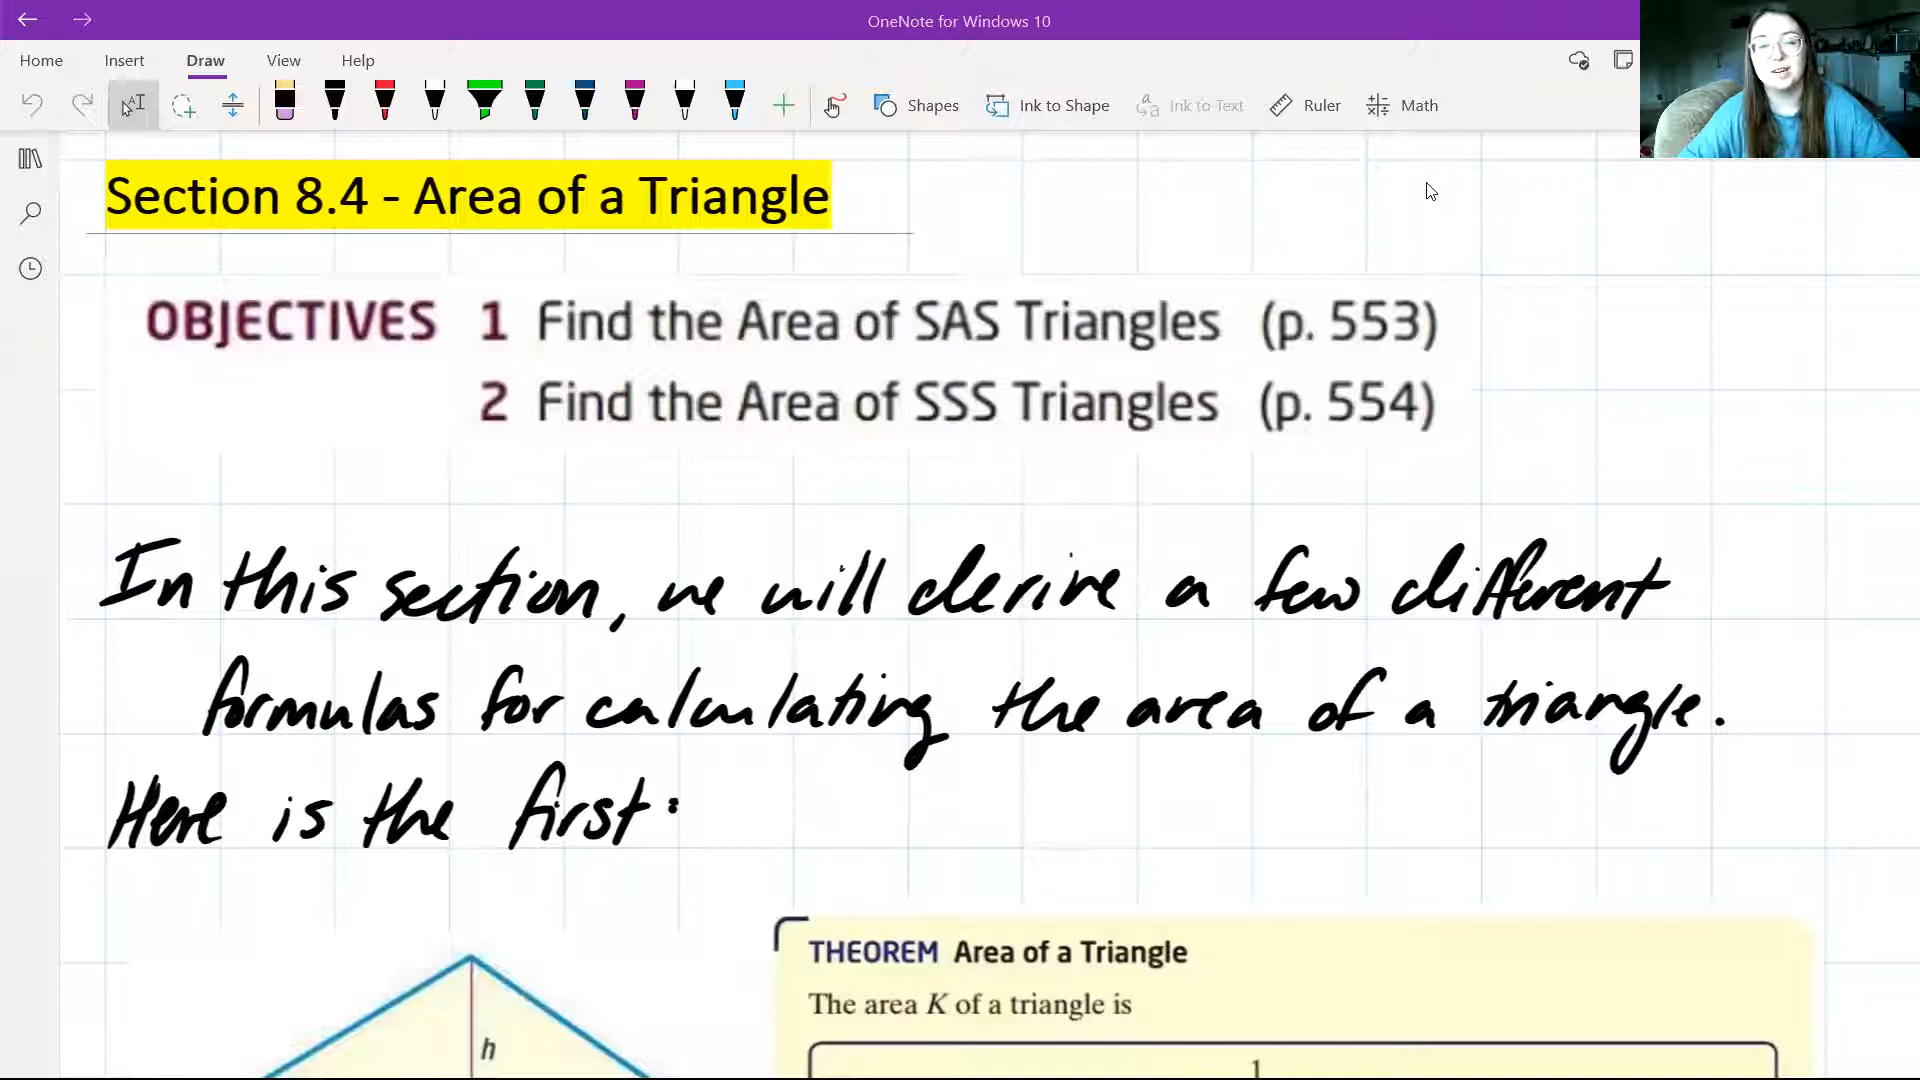 OneNote for Windows 10
Home Insert Draw View Help
Shapes Ink to Shape Ink to Text Ruler Math
Section 8.4 - Area of a Triangle
OBJECTIVES 1 Find the Area of SAS Triangles (p. 553)
2 Find the Area of SSS Triangles (p. 554)
In this section, we will derive a few different
formulas for calculating the area of a triangle.
Here is the first:
THEOREM Area of a Triangle
The area K of a triangle is
h
1